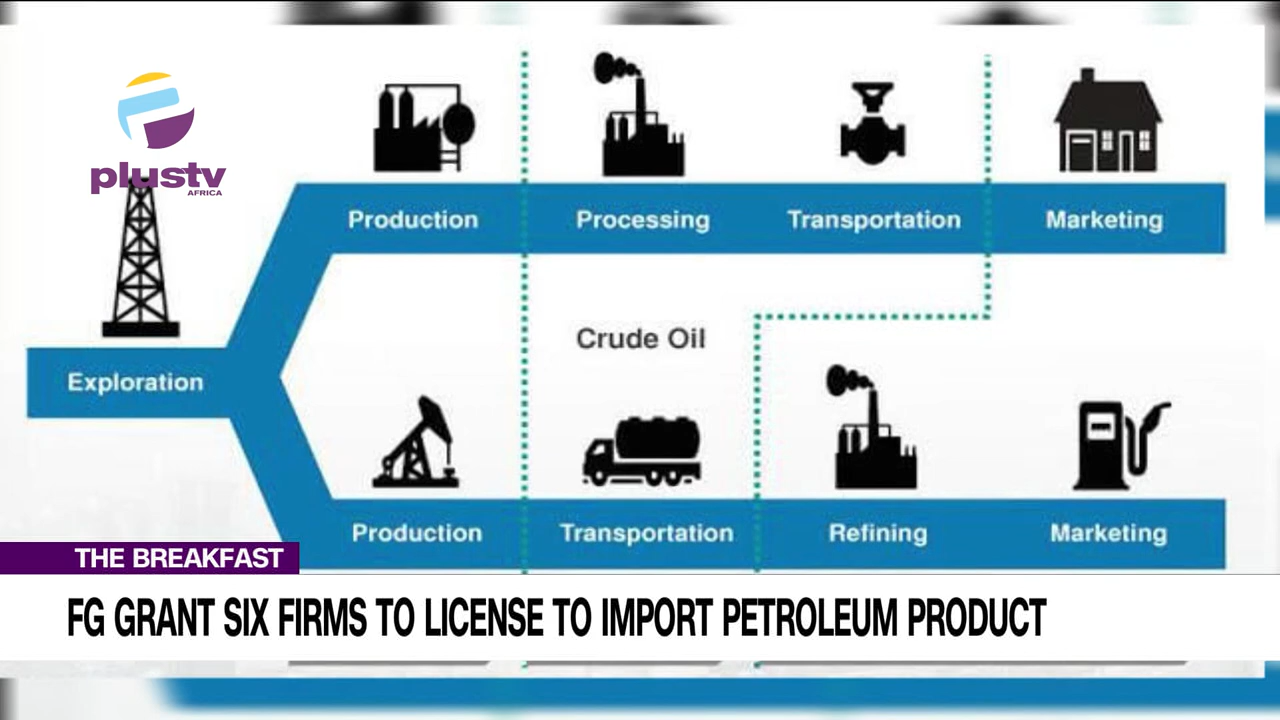 plustv
AFRICA
Production
Processing
Transportation
Marketing
Exploration
Crude Oil
Production
Transportation
Refining
Marketing
THE BREAKFAST
FG GRANT SIX FIRMS TO LICENSE TO IMPORT PETROLEUM PRODUCT